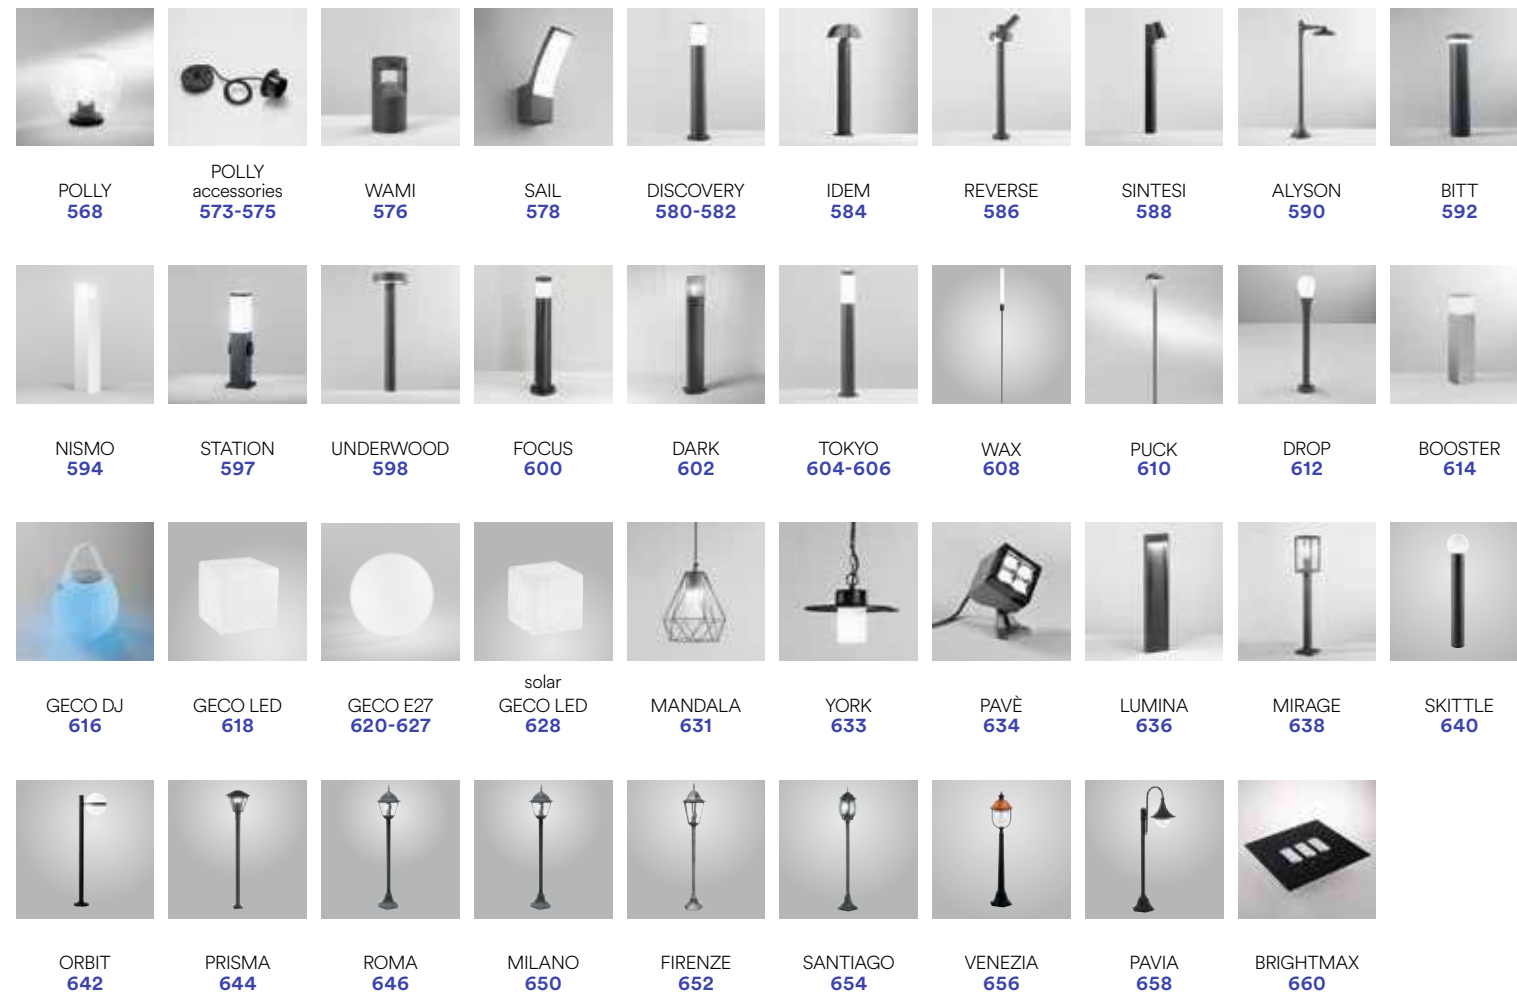 POLLY
568
POLLY
accessories
573-575
WAMI
576
SAIL
578
DISCOVERY
580-582
IDEM
584
REVERSE
586
SINTESI
588
ALYSON
590
BITT
592
NISMO
594
STATION
597
UNDERWOOD
598
FOCUS
600
DARK
602
TOKYO
604-606
WAX
608
PUCK
610
DROP
612
BOOSTER
614
GECO DJ
616
GECO LED
618
GECO E27
620-627
solar
GECO LED
628
MANDALA
631
YORK
633
PAVÈ
634
LUMINA
636
MIRAGE
638
SKITTLE
640
ORBIT
642
PRISMA
644
ROMA
646
MILANO
650
FIRENZE
652
SANTIAGO
654
VENEZIA
656
PAVIA
658
BRIGHTMAX
660